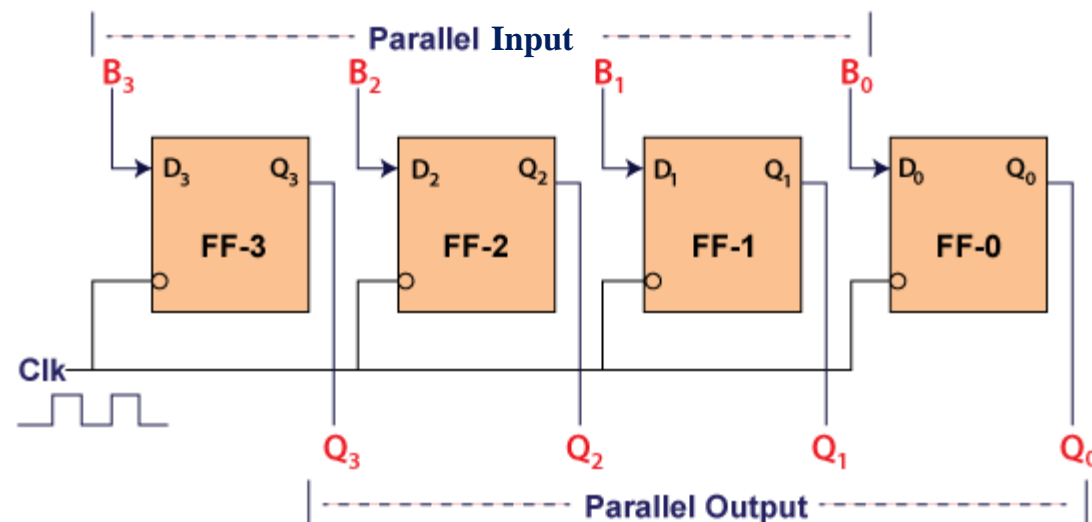 Parallel Input
B₃ B₂ B₁ B₀
D₃ Q₃ D₂ Q₂ D₁ Q₁ D₀ Q₀
FF-3 FF-2 FF-1 FF-0
Clk
Q₃ Q₂ Q₁ Q₀
Parallel Output